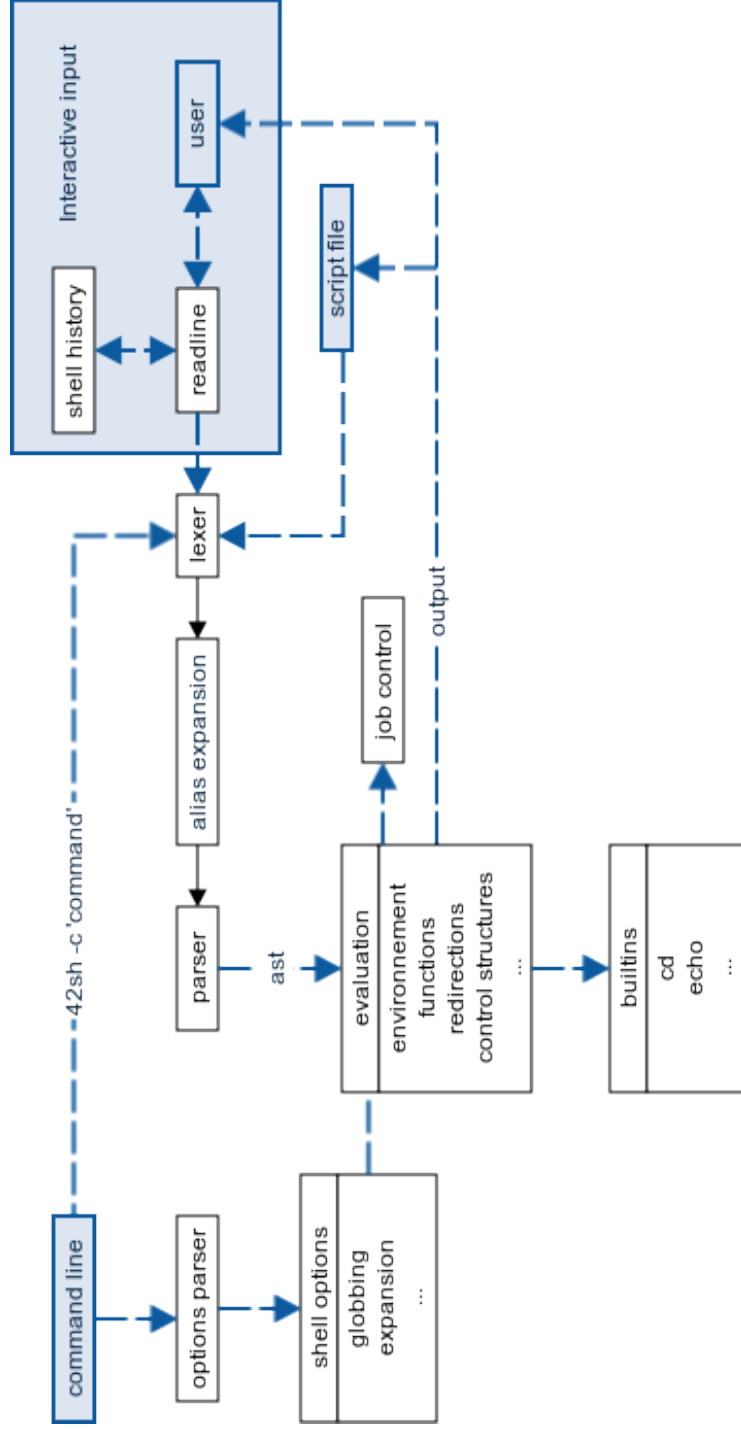 command line
42sh -c 'command'
Interactive input
shell history
options parser
parser
alias expansion
lexer
readline
user
ast
shell options
globbing
expansion
...
evaluation
environnement
functions
redirections
control structures
...
job control
script file
output
builtins
cd
echo
...